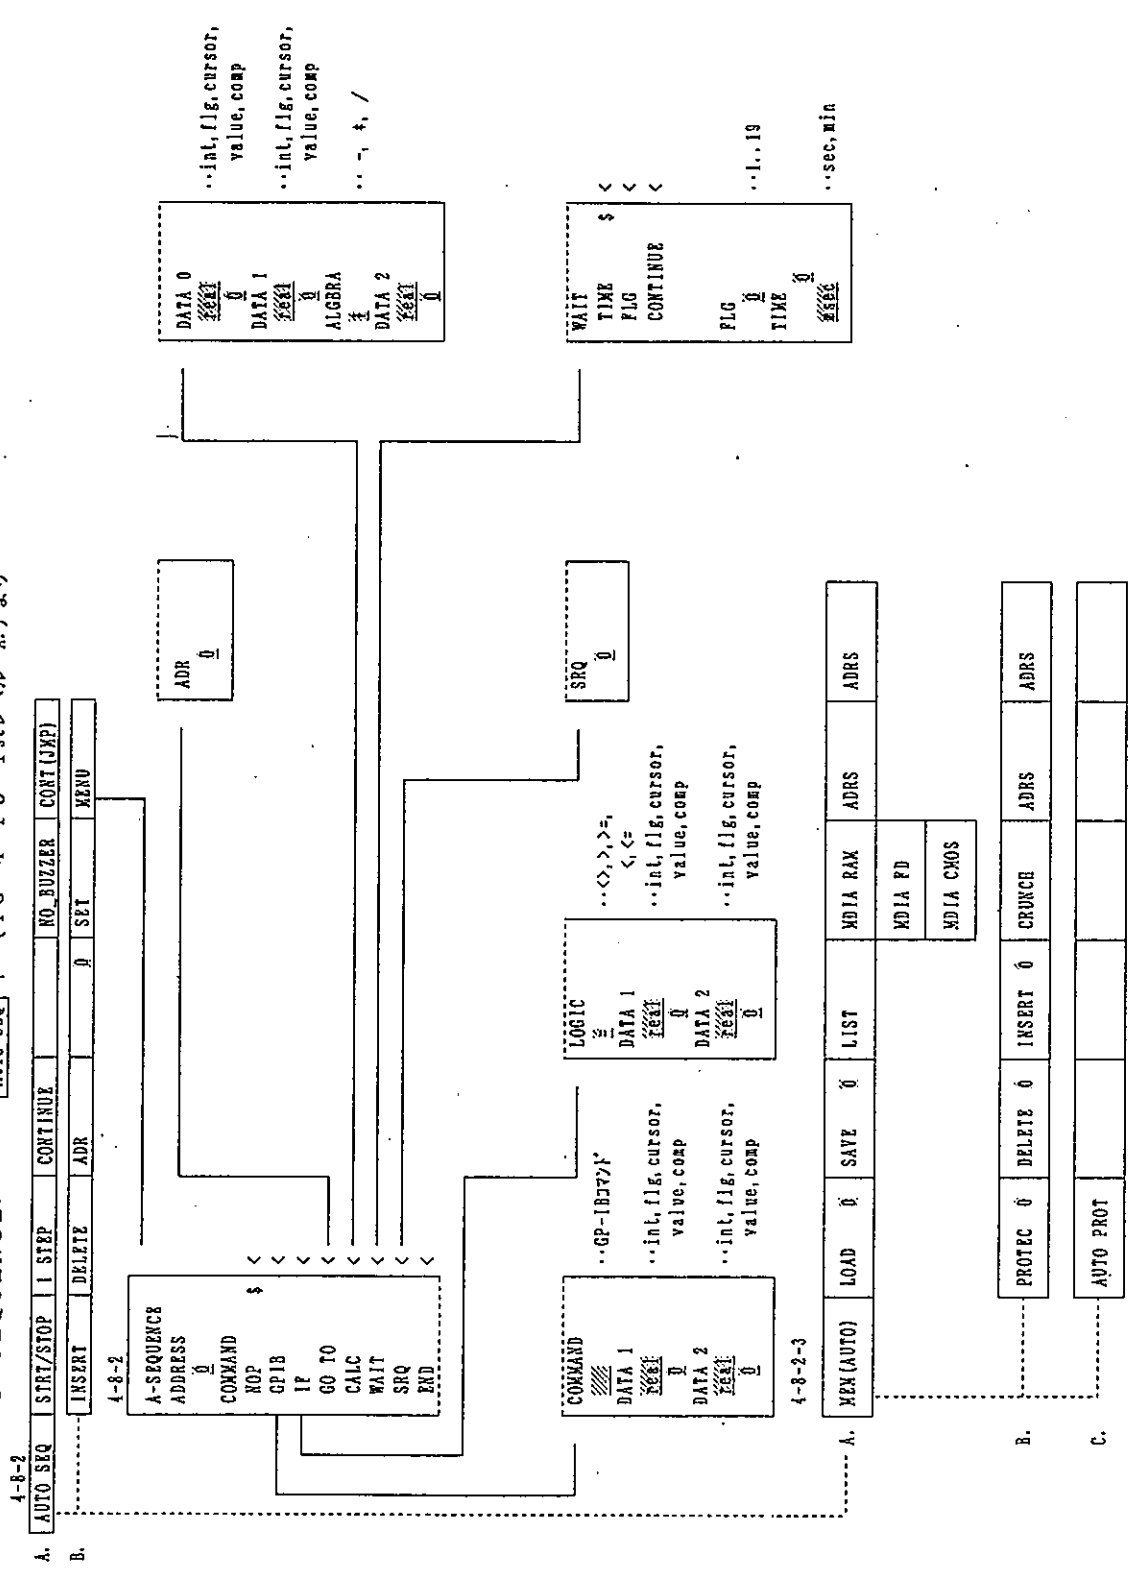 4-8-2
A. AUTO SEQ STRT/STOP 1 STEP CONTINUE NO_BUZZER CONT(JMP)
B. INSERT DELETE ADR 0 SET MENU
4-8-2
A-SEQUENCE
ADDRESS
0
COMMAND
NOP $ <
GPIB <
IF <
GO TO <
CALC <
WAIT <
SRQ <
END <
ADR
0
DATA 0
real ··int,flg,cursor,
0 value,comp
DATA 1
real ··int,flg,cursor,
0 value,comp
ALGBRA
+ ·· -, *, /
DATA 2
real
0
COMMAND
··GP-IBコマンド
DATA 1
real ··int,flg,cursor,
0 value,comp
DATA 2
real ··int,flg,cursor,
0 value,comp
LOGIC
= ··<>,>,>=,
<,<=
DATA 1
real ··int,flg,cursor,
0 value,comp
DATA 2
real ··int,flg,cursor,
0 value,comp
SRQ
0
WAIT
TIME $ <
FLG <
CONTINUE <
FLG
0 ··1..19
TIME
0
msec ··sec,min
4-8-2-3
A. MEM(AUTO) LOAD 0 SAVE 0 LIST MDIA RAM ADRS ADRS
MDIA FD
MDIA CMOS
B. PROTEC 0 DELETE 0 INSERT 0 CRUNCH ADRS ADRS
C. AUTO PROT